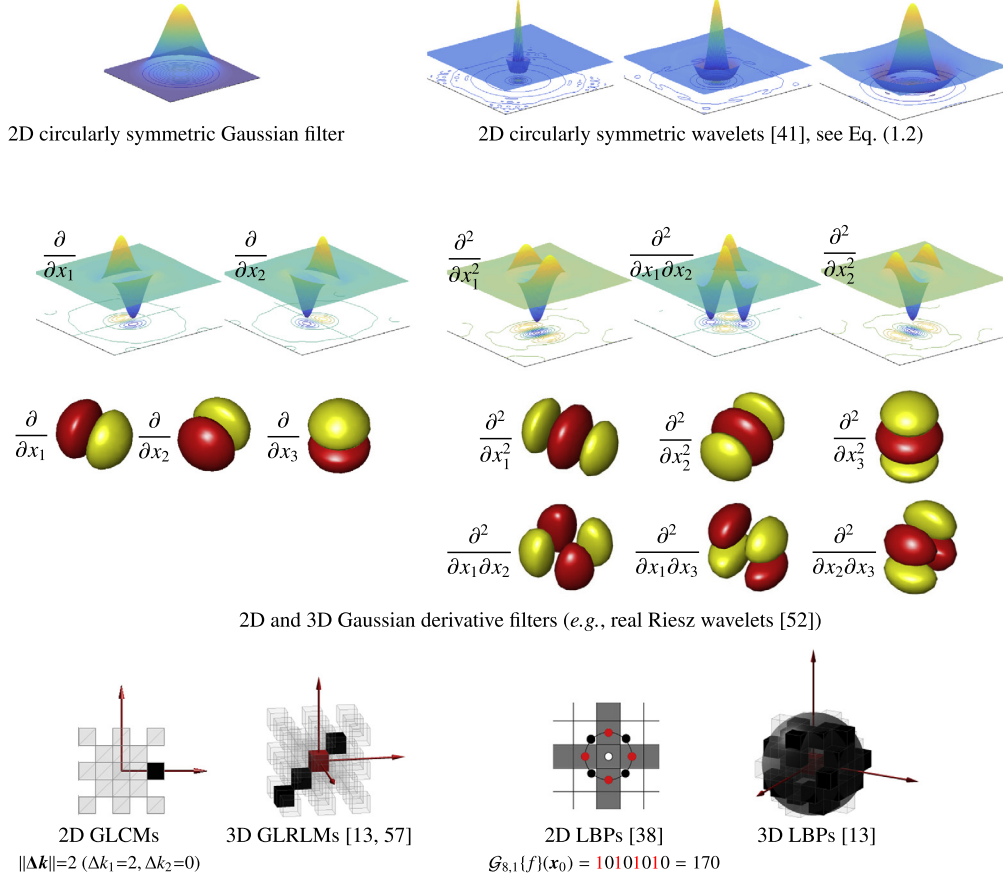 2D circularly symmetric Gaussian filter
2D circularly symmetric wavelets [41], see Eq. (1.2)
∂/∂x₁
∂/∂x₂
∂²/∂x₁²
∂²/∂x₁∂x₂
∂²/∂x₂²
∂/∂x₁
∂/∂x₂
∂/∂x₃
∂²/∂x₁²
∂²/∂x₂²
∂²/∂x₃²
∂²/∂x₁∂x₂
∂²/∂x₁∂x₃
∂²/∂x₂∂x₃
2D and 3D Gaussian derivative filters (e.g., real Riesz wavelets [52])
2D GLCMs
||Δk||=2 (Δk₁=2, Δk₂=0)
3D GLRLMs [13, 57]
2D LBPs [38]
𝒢₈,₁{f}(x₀) = 10101010 = 170
3D LBPs [13]